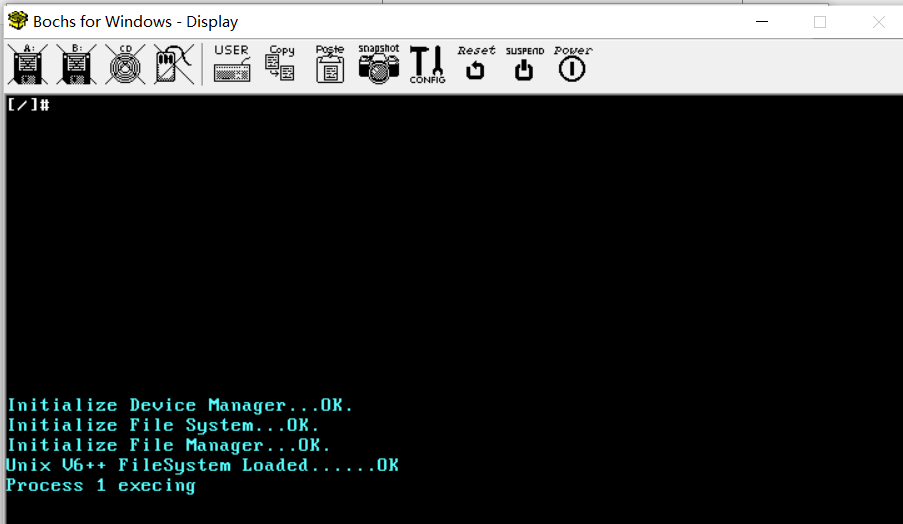 Bochs for Windows - Display
A: B: CD USER Copy Paste snapshot CONFIG Reset SUSPEND Power
[/]#
Initialize Device Manager...OK.
Initialize File System...OK.
Initialize File Manager...OK.
Unix V6++ FileSystem Loaded......OK
Process 1 execing